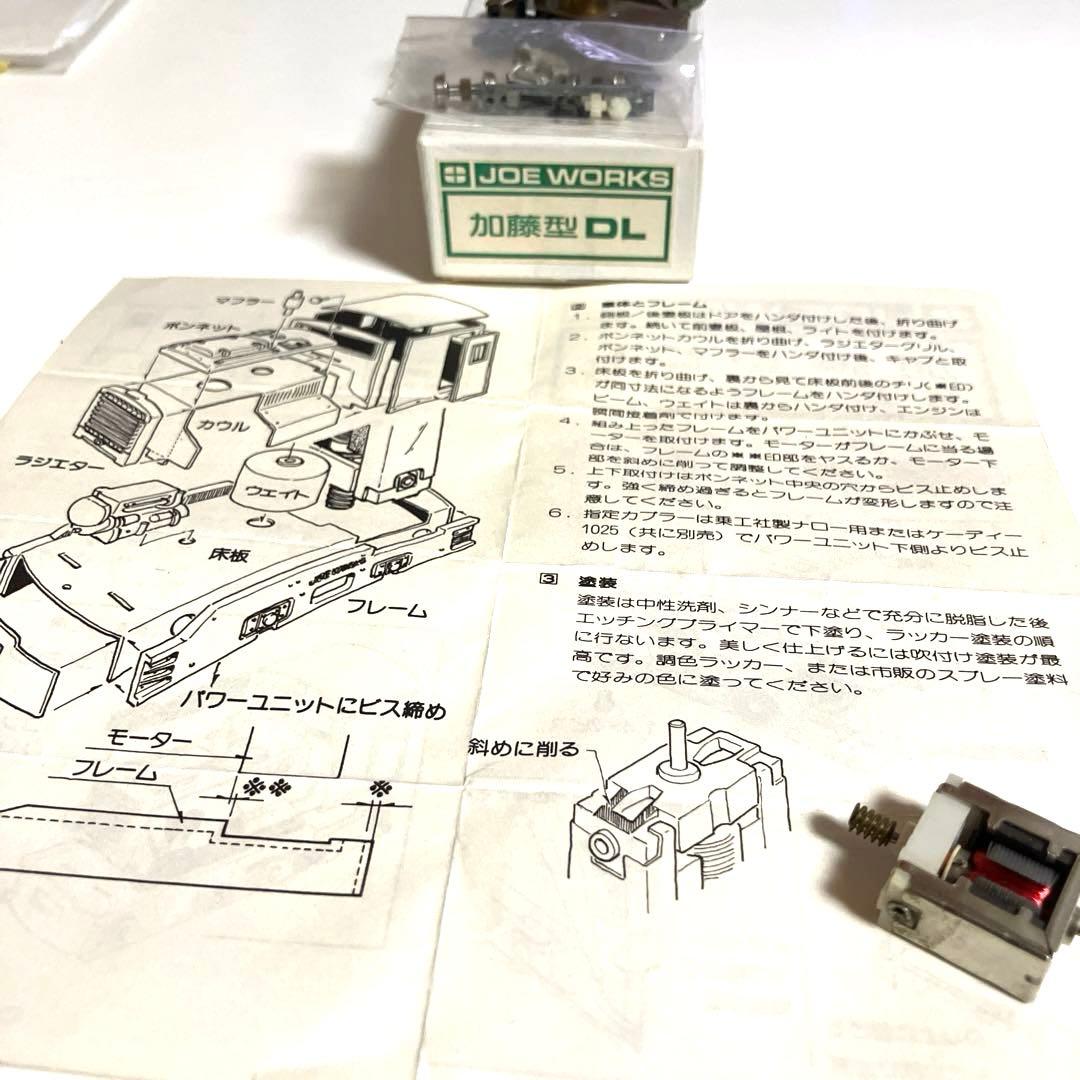 JOE WORKS
加藤型 DL
マフラー
ボンネット
カウル
ラジエター
ウエイト
床板
JOE WORKS
フレーム
パワーユニットにビス締め
モーター
フレーム
※※
※
2 車体とフレーム
1. 側板/後妻板はドアをハンダ付けした後、折り曲げ
ます。続いて前妻板、屋根、ライトを付けます。
2. ボンネットカウルを折り曲げ、ラジエターグリル、
ボンネット、マフラーをハンダ付け後、キャブと取
付けます。
3. 床板を折り曲げ、裏から見て床板前後のチリ(※印)
が同寸法になるようフレームをハンダ付けします。
ビーム、ウエイトは裏からハンダ付け、エンジンは
瞬間接着剤で付けます。
4. 組み上ったフレームをパワーユニットにかぶせ、モ
ーターを取付けます。モーターがフレームに当る場
合は、フレームの※※印部をヤスるか、モーター下
部を斜めに削って調整してください。
5. 上下取付けはボンネット中央の穴からビス止めしま
す。強く締め過ぎるとフレームが変形しますので注
意してください。
6. 指定カプラーは乗工社製ナロー用またはケーディー
1025(共に別売)でパワーユニット下側よりビス止
めします。
3 塗装
塗装は中性洗剤、シンナーなどで充分に脱脂した後
エッチングプライマーで下塗り、ラッカー塗装の順
に行ないます。美しく仕上げるには吹付け塗装が最
高です。調色ラッカー、または市販のスプレー塗料
で好みの色に塗ってください。
斜めに削る